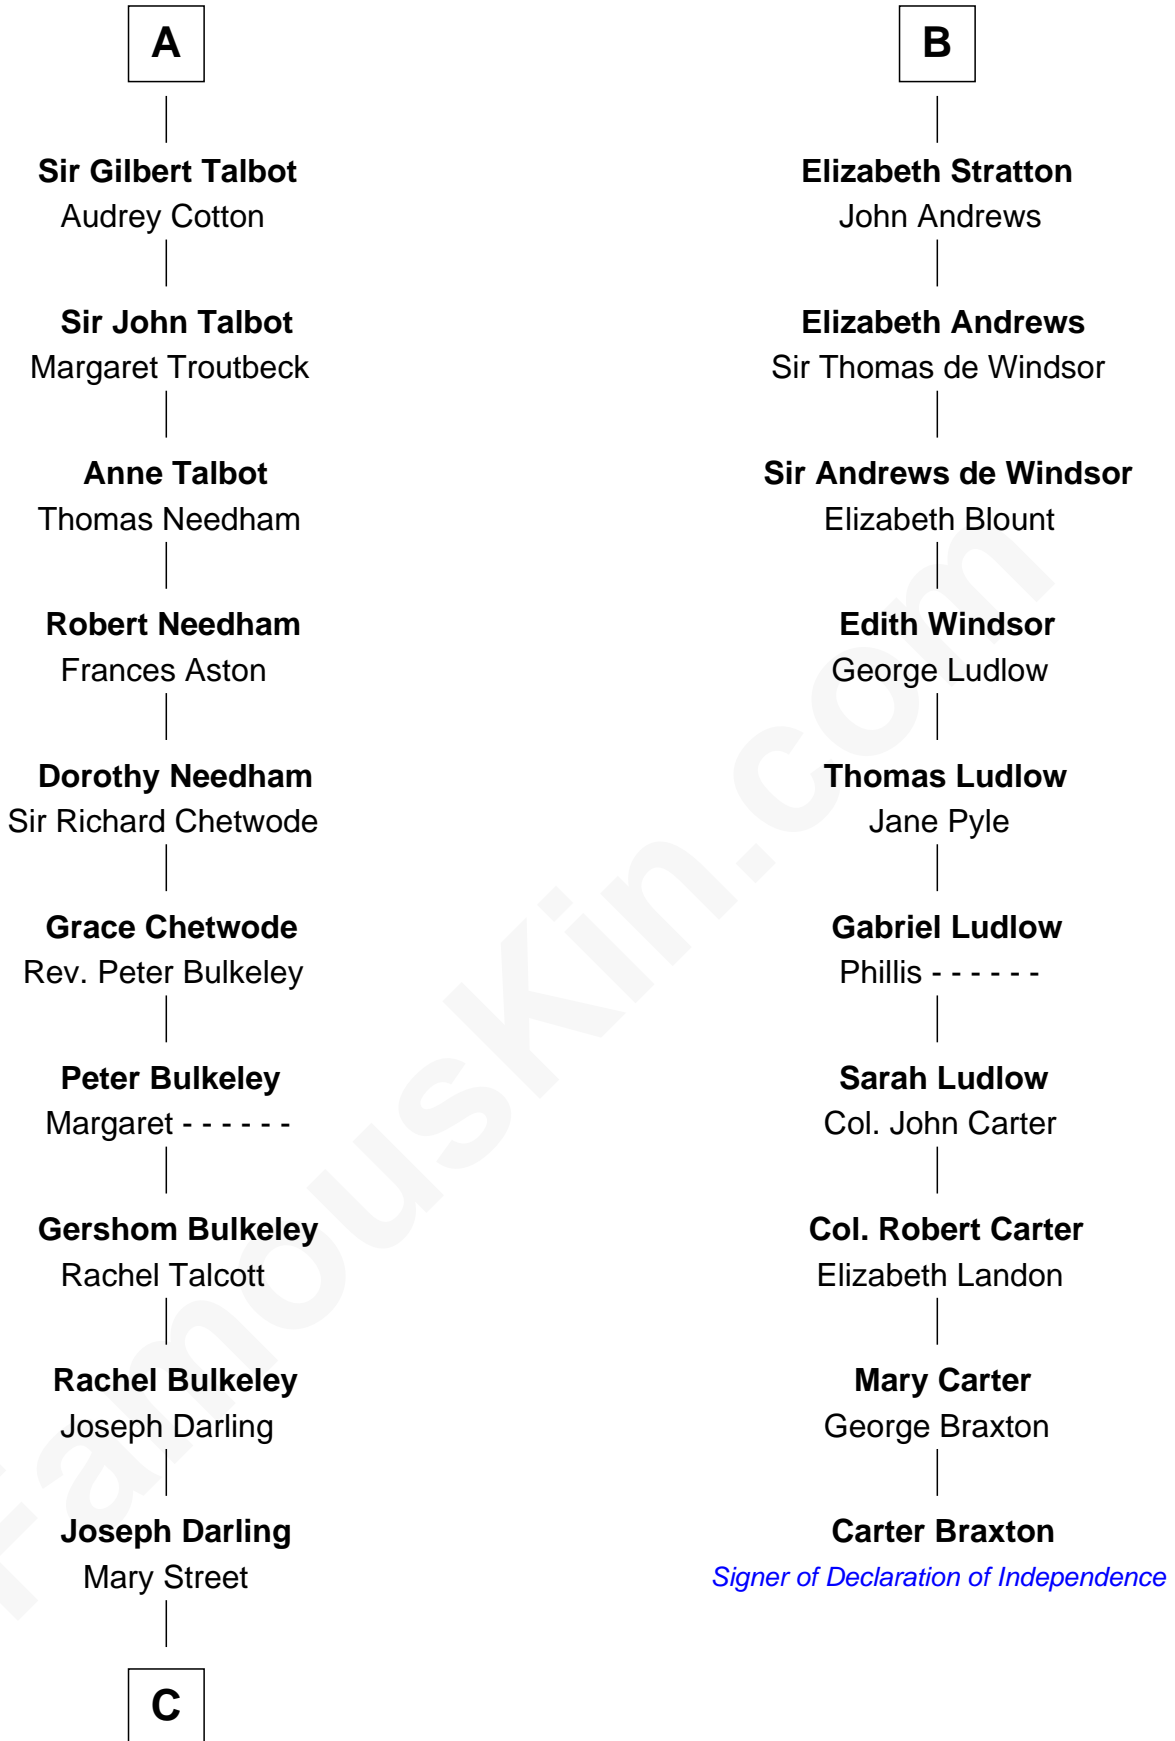 A
Sir Gilbert Talbot
Audrey Cotton
Sir John Talbot
Margaret Troutbeck
Anne Talbot
Thomas Needham
Robert Needham
Frances Aston
Dorothy Needham
Sir Richard Chetwode
Grace Chetwode
Rev. Peter Bulkeley
Peter Bulkeley
Margaret - - - - - -
Gershom Bulkeley
Rachel Talcott
Rachel Bulkeley
Joseph Darling
Joseph Darling
Mary Street
C
B
Elizabeth Stratton
John Andrews
Elizabeth Andrews
Sir Thomas de Windsor
Sir Andrews de Windsor
Elizabeth Blount
Edith Windsor
George Ludlow
Thomas Ludlow
Jane Pyle
Gabriel Ludlow
Phillis - - - - - -
Sarah Ludlow
Col. John Carter
Col. Robert Carter
Elizabeth Landon
Mary Carter
George Braxton
Carter Braxton
Signer of Declaration of Independence
FamousKin.com